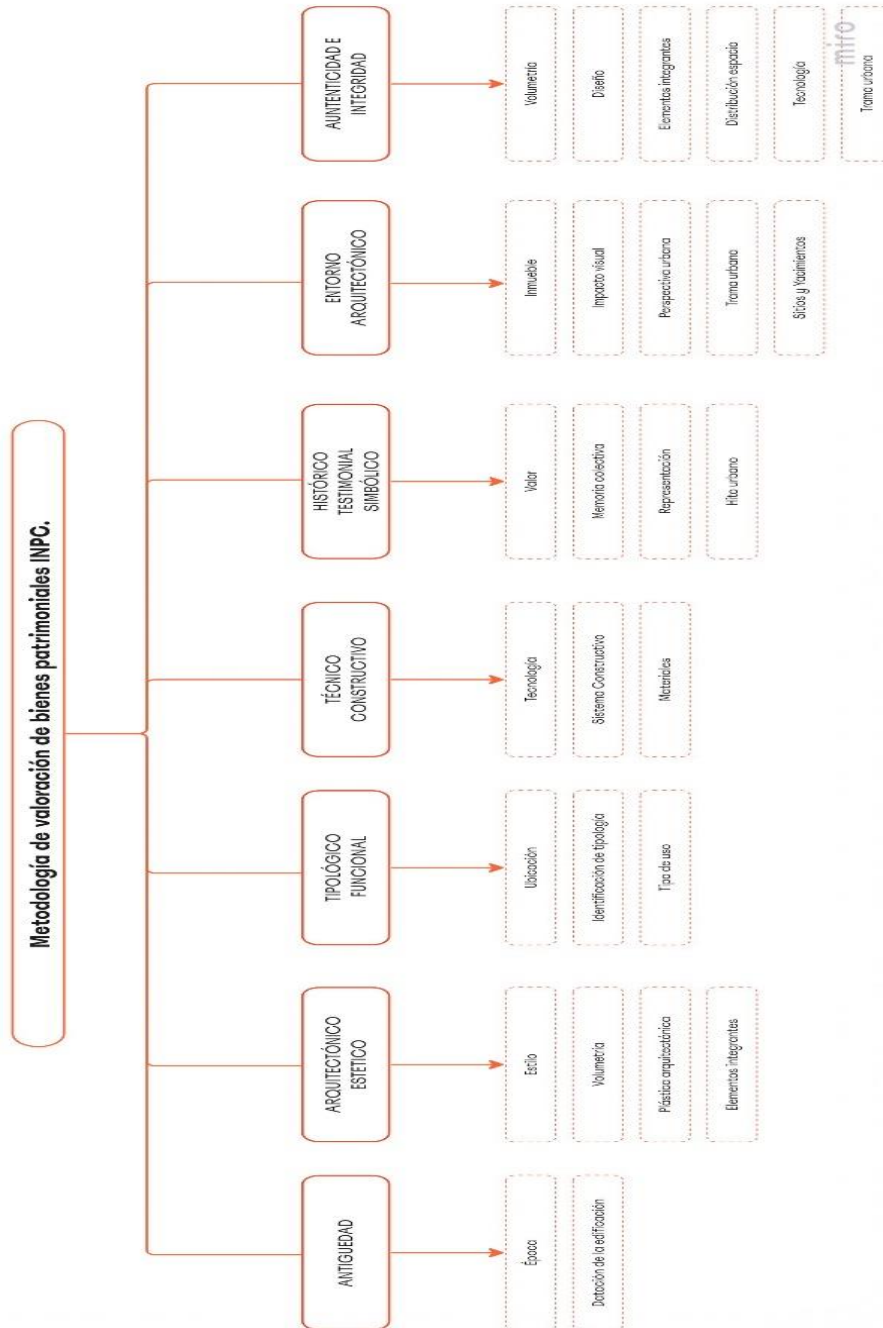 Metodología de valoración de bienes patrimoniales INPC.
ANTIGUEDAD
Época
Datación de la edificación
ARQUITECTÓNICO
ESTETICO
Estilo
Volumetría
Plástica arquitectónica
Elementos integrantes
TIPOLÓGICO
FUNCIONAL
Ubicación
Identificación de tipología
Tipo de uso
TÉCNICO
CONSTRUCTIVO
Tecnología
Sistema Constructivo
Materiales
HISTÓRICO
TESTIMONIAL
SIMBÓLICO
Valor
Memoria colectiva
Representación
Hito urbano
ENTORNO
ARQUITECTÓNICO
Inmueble
Impacto visual
Perspectiva urbana
Trama urbano
Sitios y Yacimientos
AUNTENTICIDAD E
INTEGRIDAD
Volumetría
Diseño
Elementos integrantes
Distribución espacio
Tecnología
Trama urbana
miro